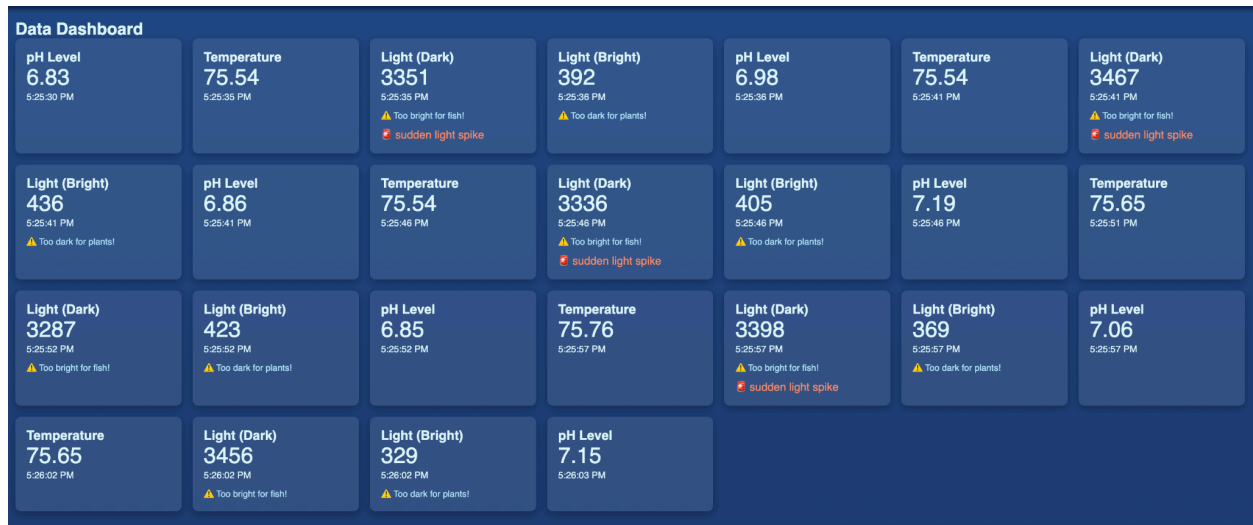 Data Dashboard
pH Level
6.83
5:25:30 PM
Temperature
75.54
5:25:35 PM
Light (Dark)
3351
5:25:35 PM
⚠️ Too bright for fish!
🚨 sudden light spike
Light (Bright)
392
5:25:36 PM
⚠️ Too dark for plants!
pH Level
6.98
5:25:36 PM
Temperature
75.54
5:25:41 PM
Light (Dark)
3467
5:25:41 PM
⚠️ Too bright for fish!
🚨 sudden light spike
Light (Bright)
436
5:25:41 PM
⚠️ Too dark for plants!
pH Level
6.86
5:25:41 PM
Temperature
75.54
5:25:46 PM
Light (Dark)
3336
5:25:46 PM
⚠️ Too bright for fish!
🚨 sudden light spike
Light (Bright)
405
5:25:46 PM
⚠️ Too dark for plants!
pH Level
7.19
5:25:46 PM
Temperature
75.65
5:25:51 PM
Light (Dark)
3287
5:25:52 PM
⚠️ Too bright for fish!
Light (Bright)
423
5:25:52 PM
⚠️ Too dark for plants!
pH Level
6.85
5:25:52 PM
Temperature
75.76
5:25:57 PM
Light (Dark)
3398
5:25:57 PM
⚠️ Too bright for fish!
🚨 sudden light spike
Light (Bright)
369
5:25:57 PM
⚠️ Too dark for plants!
pH Level
7.06
5:25:57 PM
Temperature
75.65
5:26:02 PM
Light (Dark)
3456
5:26:02 PM
⚠️ Too bright for fish!
Light (Bright)
329
5:26:02 PM
⚠️ Too dark for plants!
pH Level
7.15
5:26:03 PM